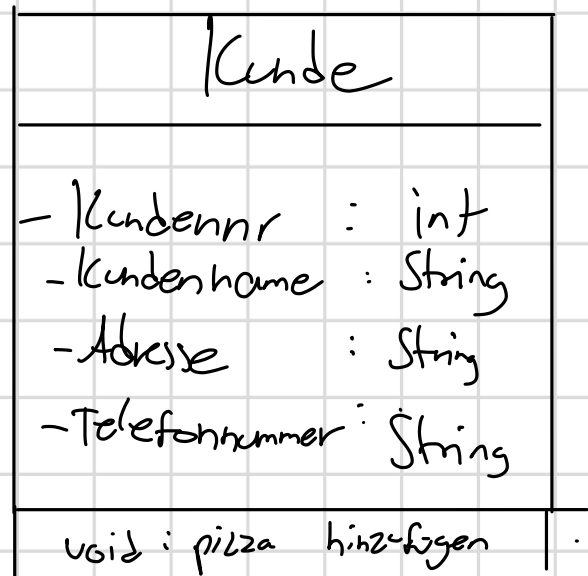 Kunde
- Kundennr : int
- Kundenname : String
- Adresse : String
- Telefonnummer : String
void : pizza hinzufügen